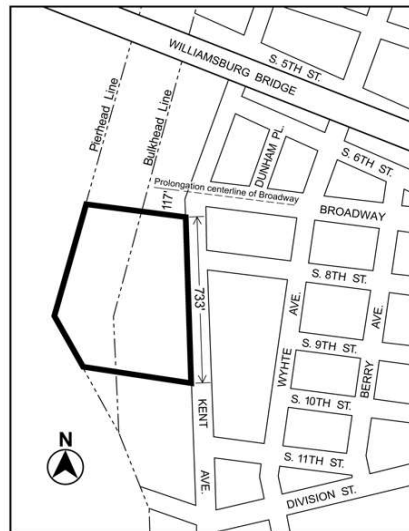 S. 5TH ST.
WILLIAMSBURG BRIDGE
Pierhead Line
Bulkhead Line
DUNHAM PL.
S. 6TH ST.
Prolongation centerline of Broadway
117'
BROADWAY
S. 8TH ST.
733'
AVE.
AVE.
S. 9TH ST.
WYHTE
BERRY
S. 10TH ST.
KENT
S. 11TH ST.
N
AVE.
DIVISION ST.